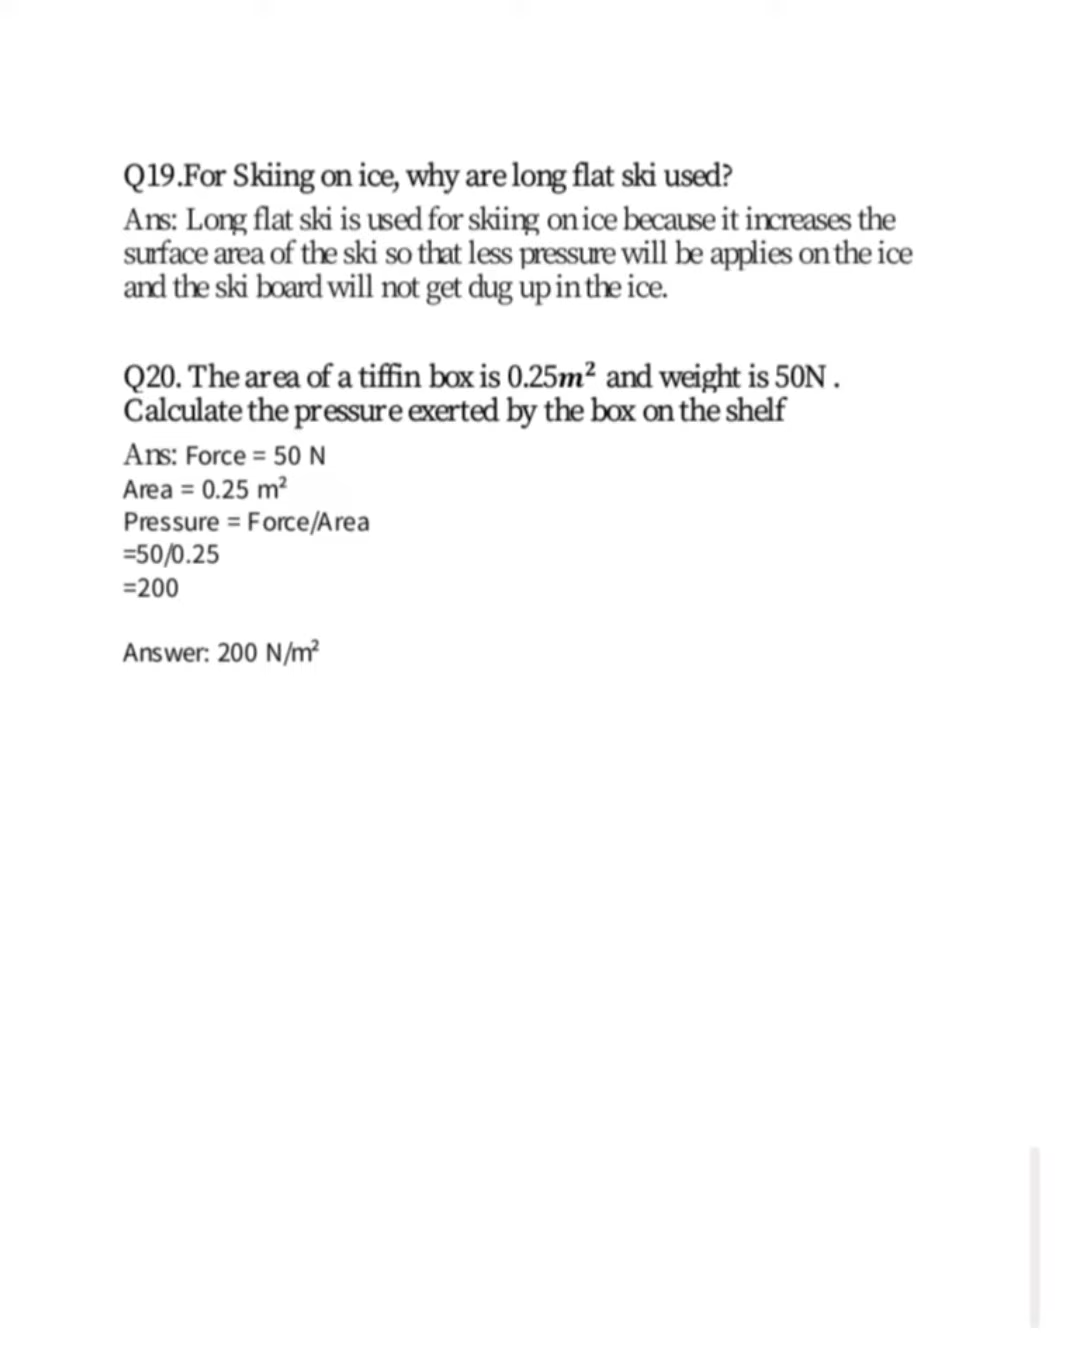 Q19.For Skiing on ice, why are long flat ski used?
Ans: Long flat ski is used for skiing on ice because it increases the
surface area of the ski so that less pressure will be applies on the ice
and the ski board will not get dug up in the ice.
Q20. The area of a tiffin box is 0.25m² and weight is 50N .
Calculate the pressure exerted by the box on the shelf
Ans: Force = 50 N
Area = 0.25 m²
Pressure = Force/Area
=50/0.25
=200
Answer: 200 N/m²